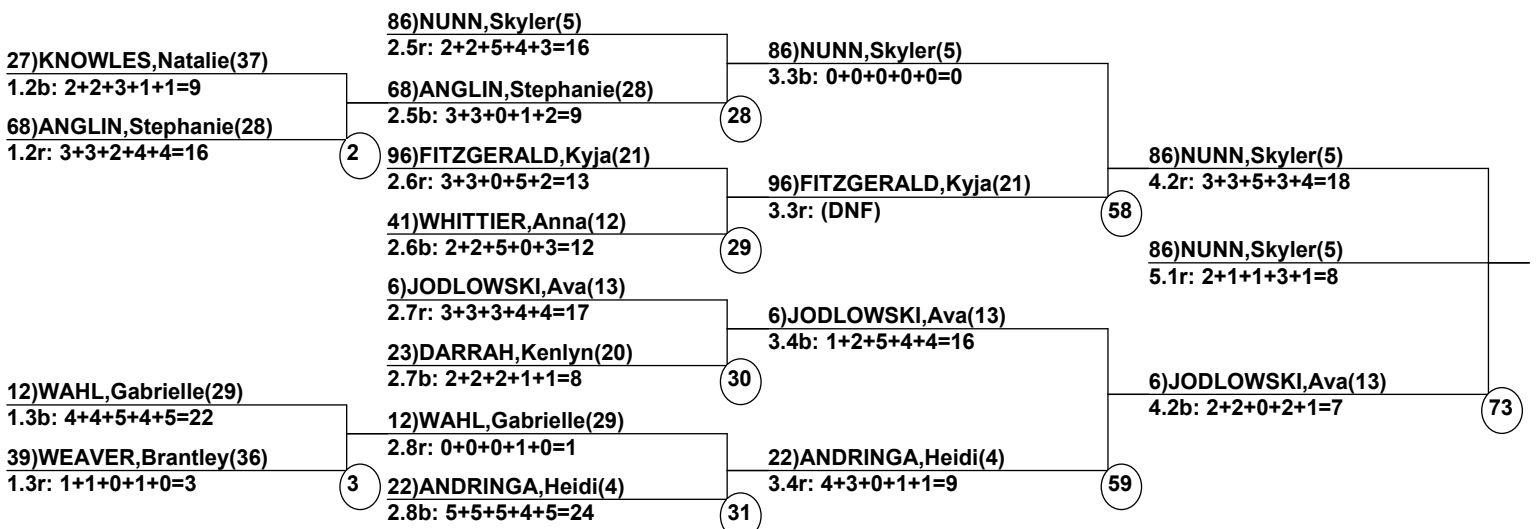 27)KNOWLES,Natalie(37)
1.2b: 2+2+3+1+1=9
68)ANGLIN,Stephanie(28)
1.2r: 3+3+2+4+4=16
2
12)WAHL,Gabrielle(29)
1.3b: 4+4+5+4+5=22
39)WEAVER,Brantley(36)
1.3r: 1+1+0+1+0=3
3
86)NUNN,Skyler(5)
2.5r: 2+2+5+4+3=16
68)ANGLIN,Stephanie(28)
2.5b: 3+3+0+1+2=9
28
96)FITZGERALD,Kyja(21)
2.6r: 3+3+0+5+2=13
41)WHITTIER,Anna(12)
2.6b: 2+2+5+0+3=12
29
6)JODLOWSKI,Ava(13)
2.7r: 3+3+3+4+4=17
23)DARRAH,Kenlyn(20)
2.7b: 2+2+2+1+1=8
30
12)WAHL,Gabrielle(29)
2.8r: 0+0+0+1+0=1
22)ANDRINGA,Heidi(4)
2.8b: 5+5+5+4+5=24
31
86)NUNN,Skyler(5)
3.3b: 0+0+0+0+0=0
96)FITZGERALD,Kyja(21)
3.3r: (DNF)
58
6)JODLOWSKI,Ava(13)
3.4b: 1+2+5+4+4=16
22)ANDRINGA,Heidi(4)
3.4r: 4+3+0+1+1=9
59
86)NUNN,Skyler(5)
4.2r: 3+3+5+3+4=18
86)NUNN,Skyler(5)
5.1r: 2+1+1+3+1=8
6)JODLOWSKI,Ava(13)
4.2b: 2+2+0+2+1=7
73